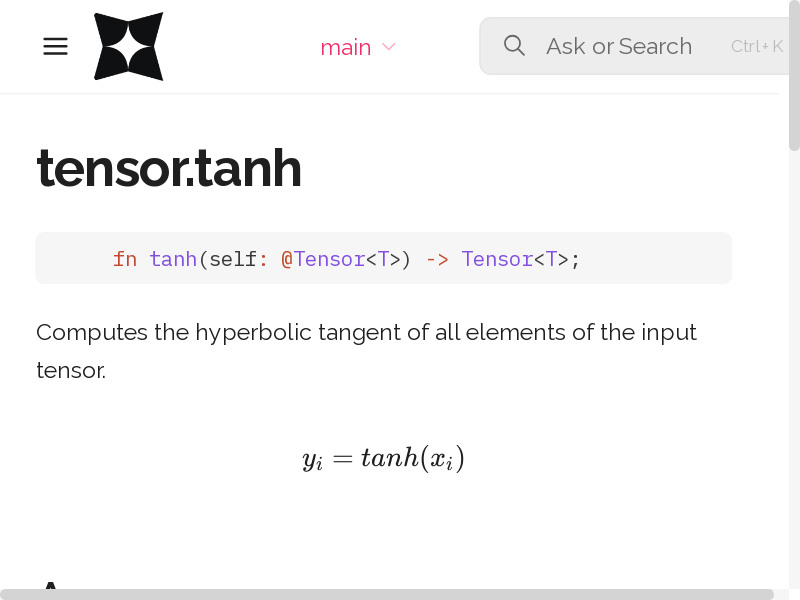 main
Ask or Search
Ctrl+K
tensor.tanh
fn tanh(self: @Tensor<T>) -> Tensor<T>;
Computes the hyperbolic tangent of all elements of the input
tensor.
y_i = tanh(x_i)